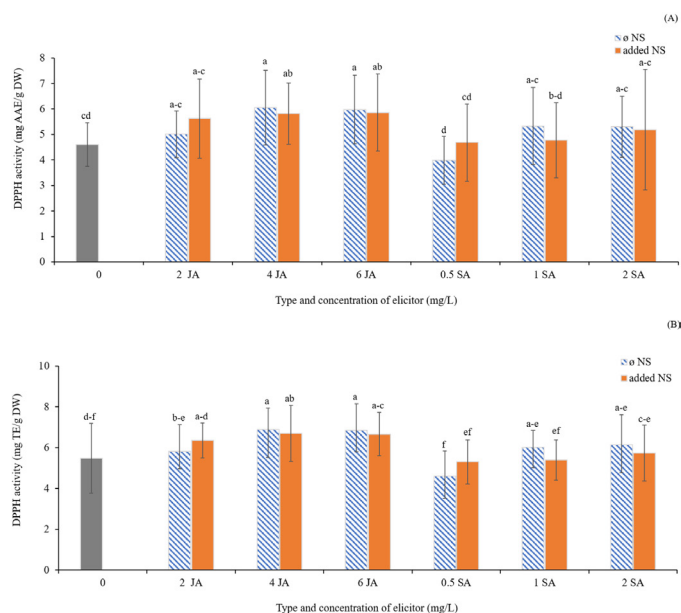 (A)
ø NS
added NS
DPPH activity (mg AAE/g DW)
8
7
6
5
4
3
2
1
0
cd
a-c
a-c
a
ab
a
ab
d
cd
a-c
b-d
a-c
a-c
0
2 JA
4 JA
6 JA
0.5 SA
1 SA
2 SA
Type and concentration of elicitor (mg/L)
(B)
ø NS
added NS
DPPH activity (mg TE/g DW)
10
8
6
4
2
0
d-f
b-e
a-d
a
ab
a
a-c
f
ef
a-e
ef
a-e
c-e
0
2 JA
4 JA
6 JA
0.5 SA
1 SA
2 SA
Type and concentration of elicitor (mg/L)